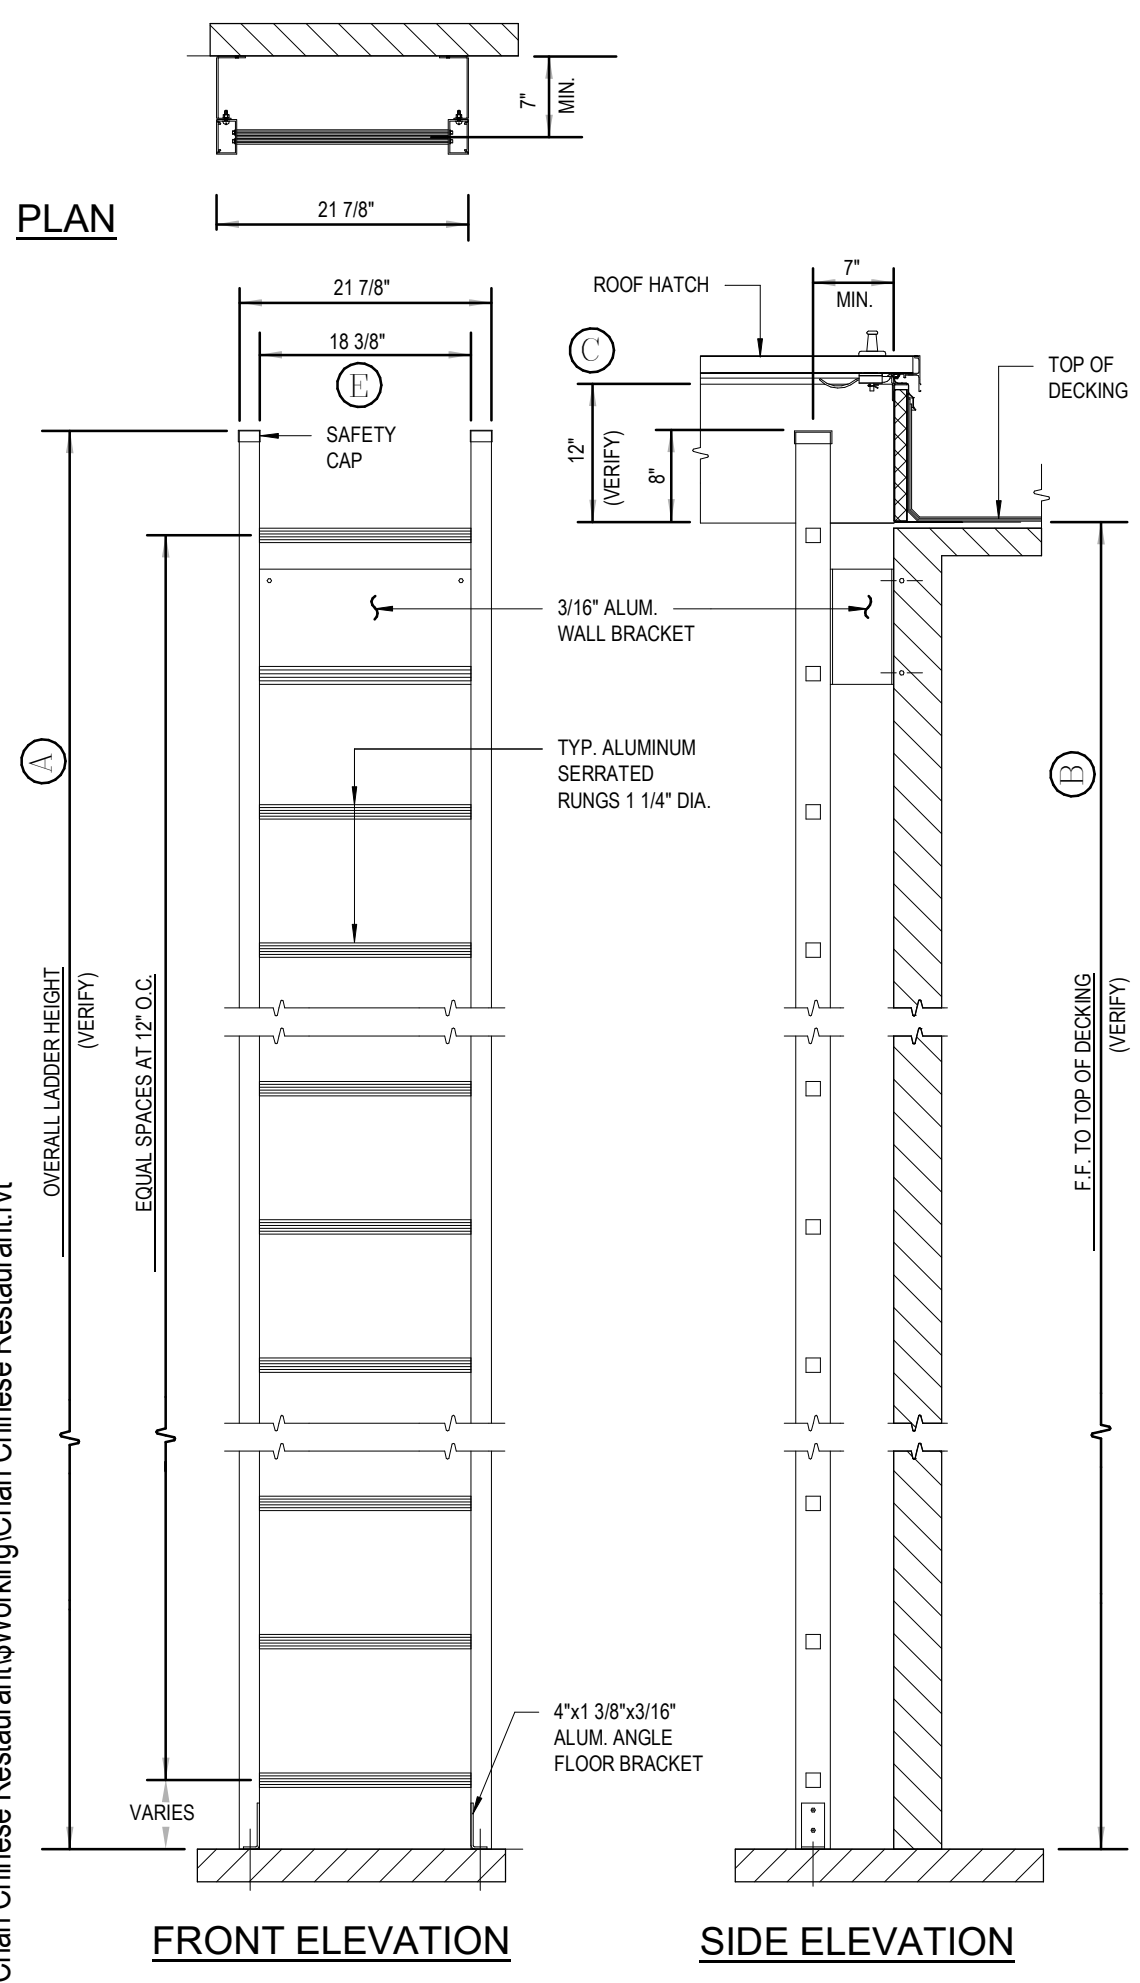 7"
MIN.
PLAN
21 7/8"
21 7/8"
18 3/8"
E
SAFETY
CAP
ROOF HATCH
7"
MIN.
C
12"
(VERIFY)
8"
TOP OF
DECKING
3/16" ALUM.
WALL BRACKET
A
TYP. ALUMINUM
SERRATED
RUNGS 1 1/4" DIA.
B
OVERALL LADDER HEIGHT
(VERIFY)
EQUAL SPACES AT 12" O.C.
F.F. TO TOP OF DECKING
(VERIFY)
4"x1 3/8"x3/16"
ALUM. ANGLE
FLOOR BRACKET
VARIES
Chinese Restaurant\$Working\Chan Chinese Restaurant.rvt
FRONT ELEVATION
SIDE ELEVATION